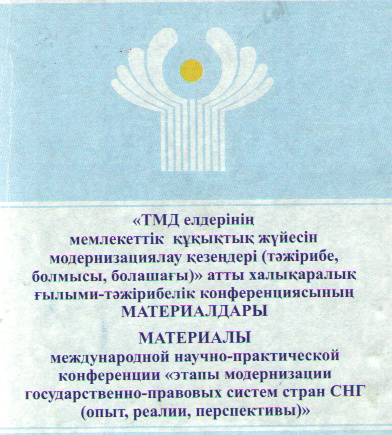 «ТМД елдерінің
мемлекеттік құқықтық жүйесін
модернизациялау қезеңдері (тәжірибе,
болмысы, болашағы)» атты халықаралық
ғылыми-тәжірибелік конференциясының
МАТЕРИАЛДАРЫ
МАТЕРИАЛЫ
международной научно-практической
конференции «этапы модернизации
государственно-правовых систем стран СНГ
(опыт, реалии, перспективы)»